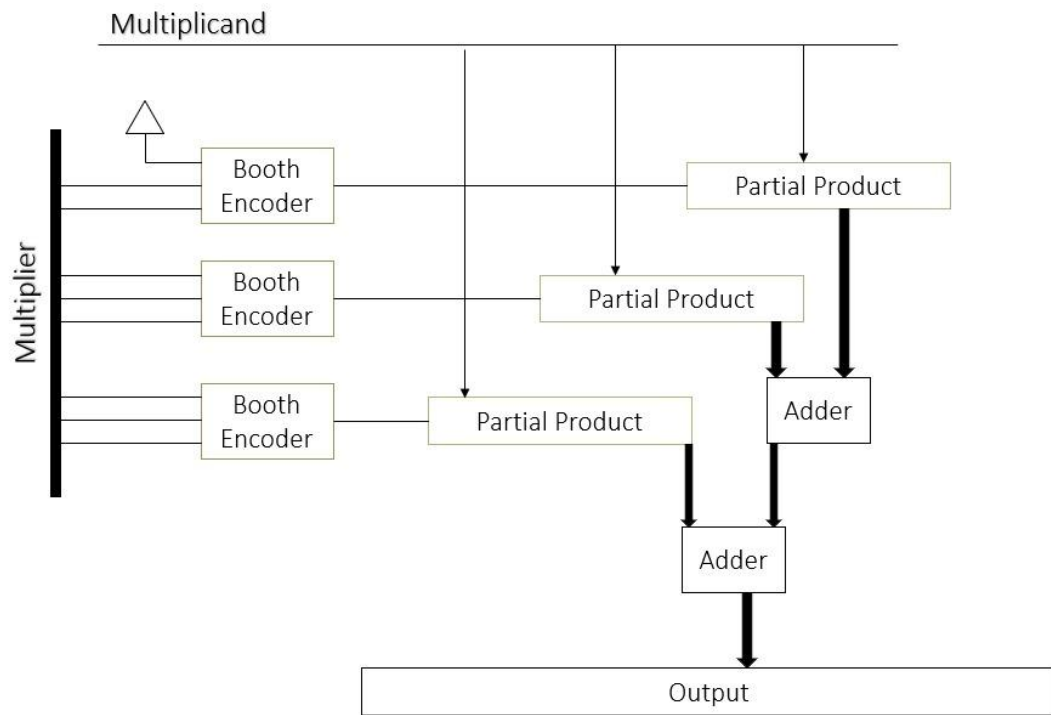 Multiplicand
Multiplier
Booth
Encoder
Partial Product
Booth
Encoder
Partial Product
Booth
Encoder
Partial Product
Adder
Adder
Output